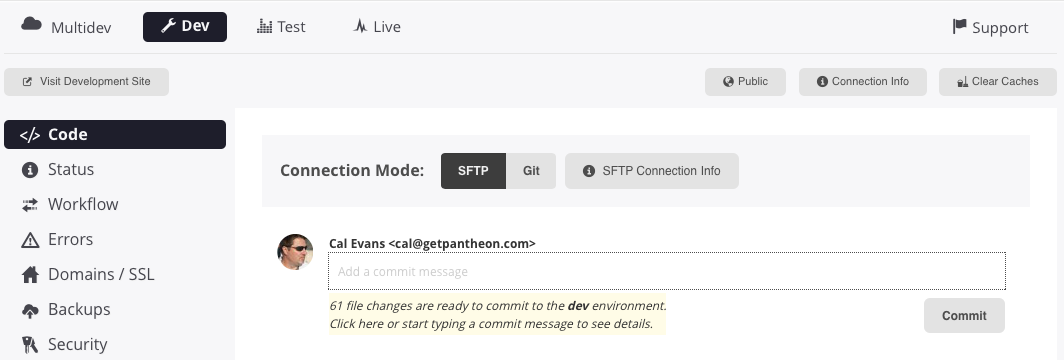 Multidev Dev Test Live Support
Visit Development Site Public Connection Info Clear Caches
</> Code
Status
Workflow
Errors
Domains / SSL
Backups
Security
Connection Mode: SFTP Git SFTP Connection Info
Cal Evans <cal@getpantheon.com>
Add a commit message
61 file changes are ready to commit to the dev environment.
Click here or start typing a commit message to see details.
Commit